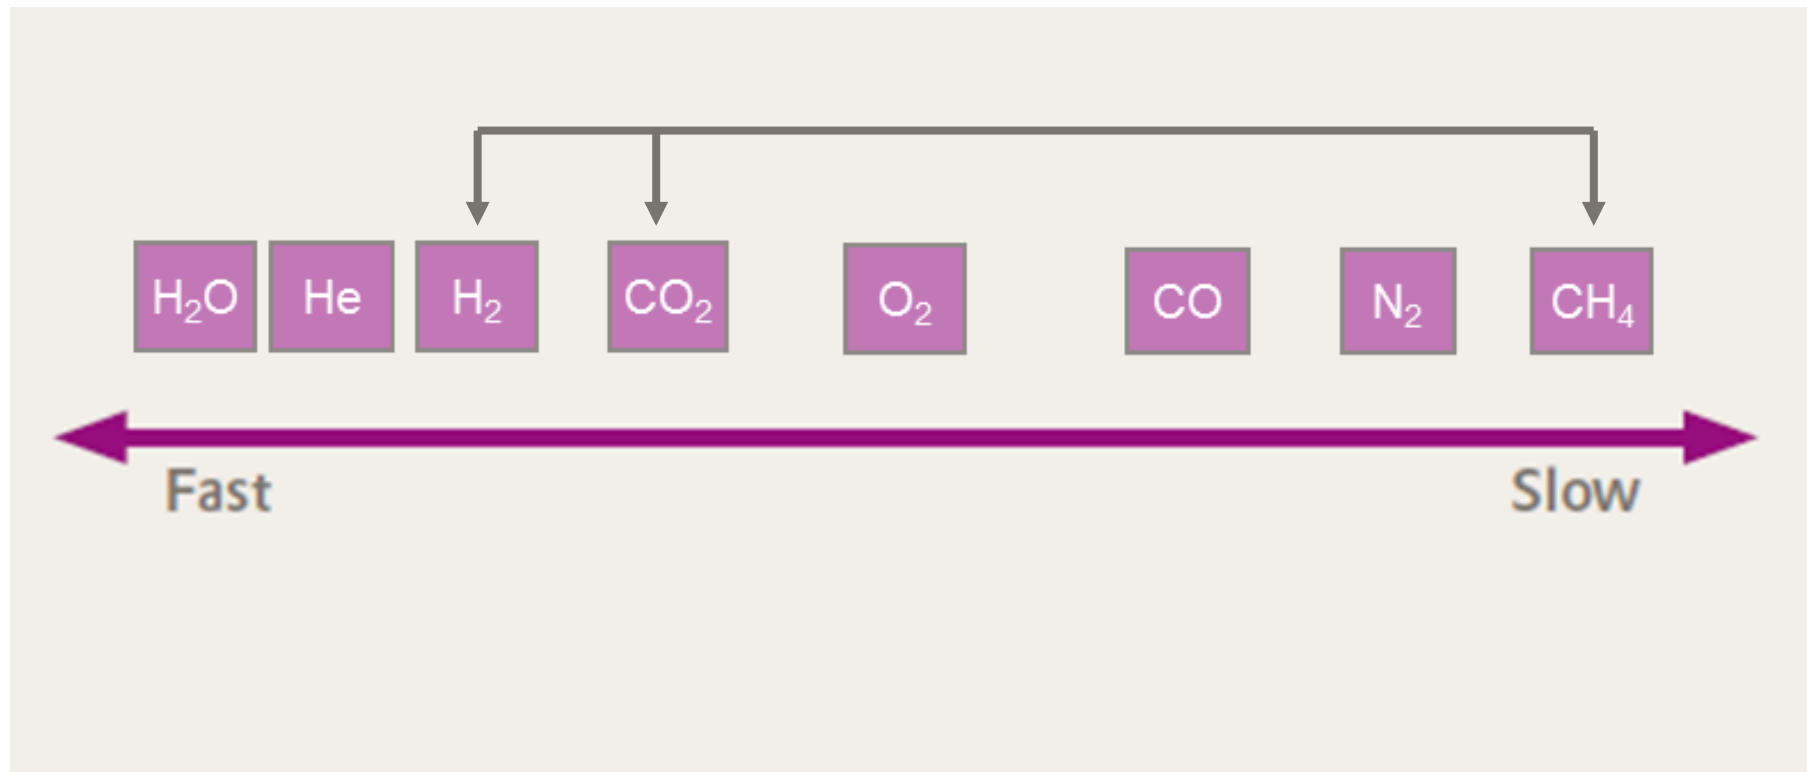 H₂O He H₂ CO₂ O₂ CO N₂ CH₄
Fast Slow